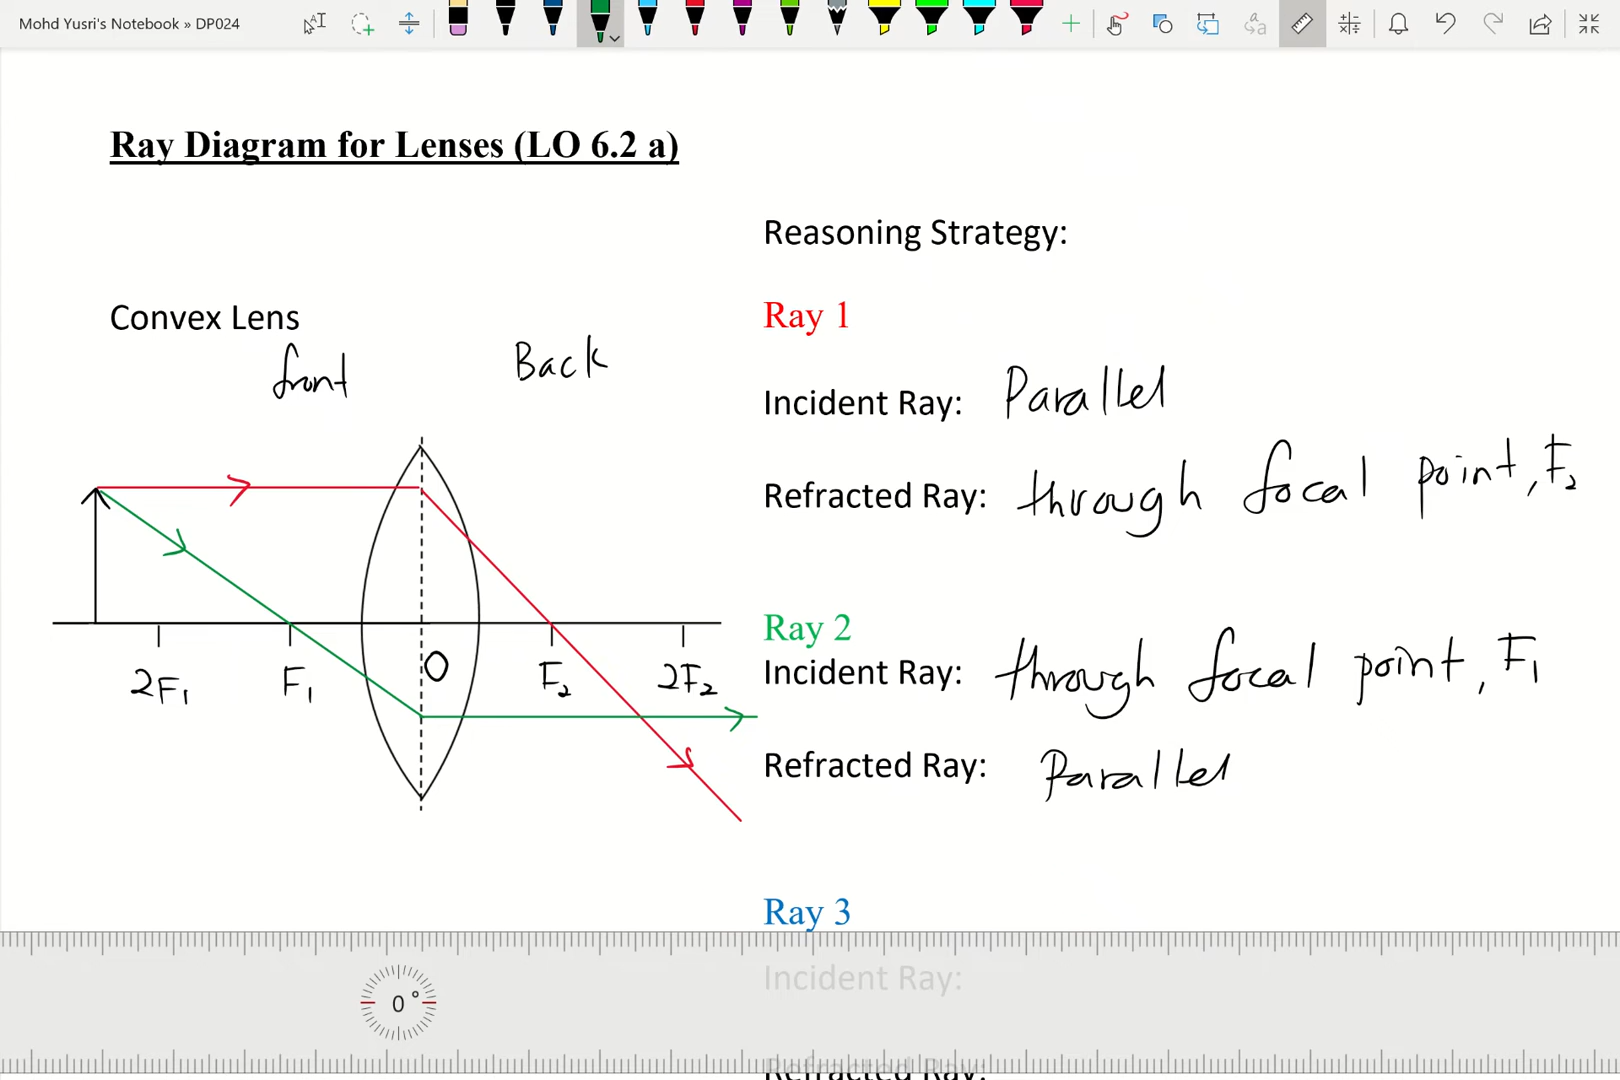 Mohd Yusri's Notebook » DP024
Ray Diagram for Lenses (LO 6.2 a)
Reasoning Strategy:
Convex Lens
front
Back
Ray 1
Incident Ray: Parallel
Refracted Ray: through focal point, F₂
Ray 2
Incident Ray: through focal point, F₁
Refracted Ray: Parallel
2F₁ F₁ O F₂ 2F₂
Ray 3
Incident Ray:
Refracted Ray:
0°